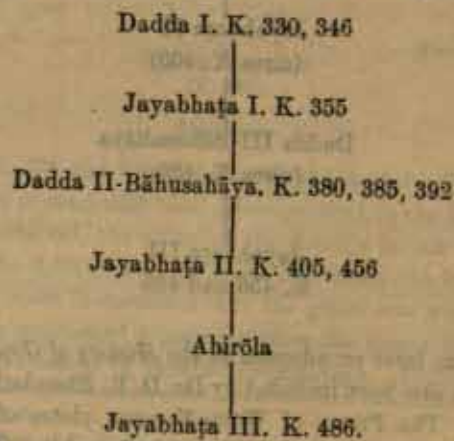 Dadda I. K. 330, 346
Jayabhaṭa I. K. 355
Dadda II-Bāhusahāya. K. 380, 385, 392
Jayabhaṭa II. K. 405, 456
Ahirōla
Jayabhaṭa III. K. 486.